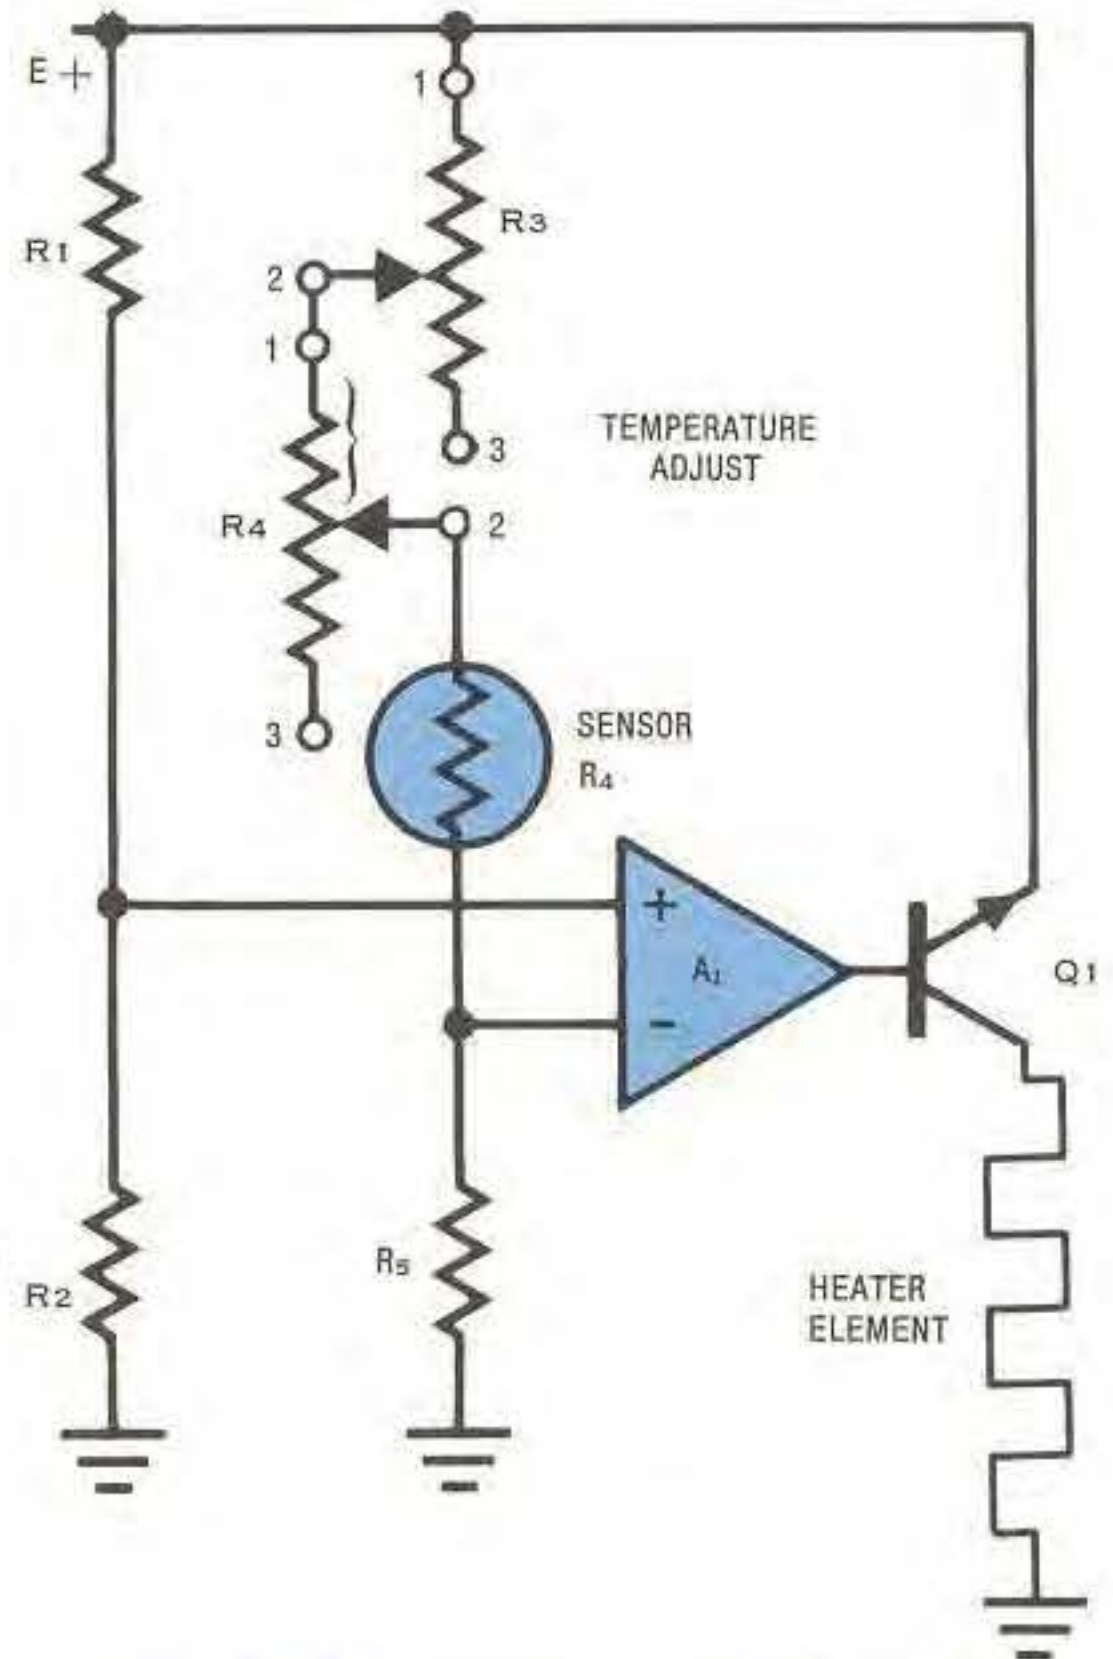 E +
1
R3
R1
2
1
3
TEMPERATURE
ADJUST
R4
2
SENSOR
R4
3
+
A1
Q1
−
R5
R2
HEATER
ELEMENT